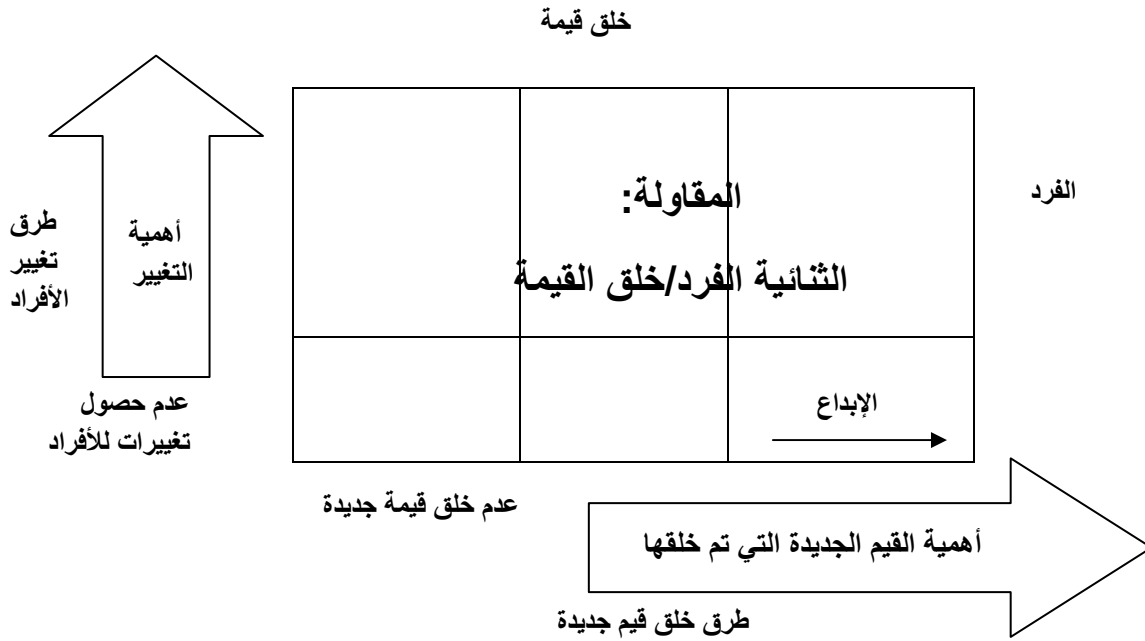 خلق قيمة
المقاولة:
الثنائية الفرد/خلق القيمة
الفرد
أهمية
التغيير
طرق
تغيير
الأفراد
عدم حصول
تغييرات للأفراد
الإبداع
عدم خلق قيمة جديدة
أهمية القيم الجديدة التي تم خلقها
طرق خلق قيم جديدة